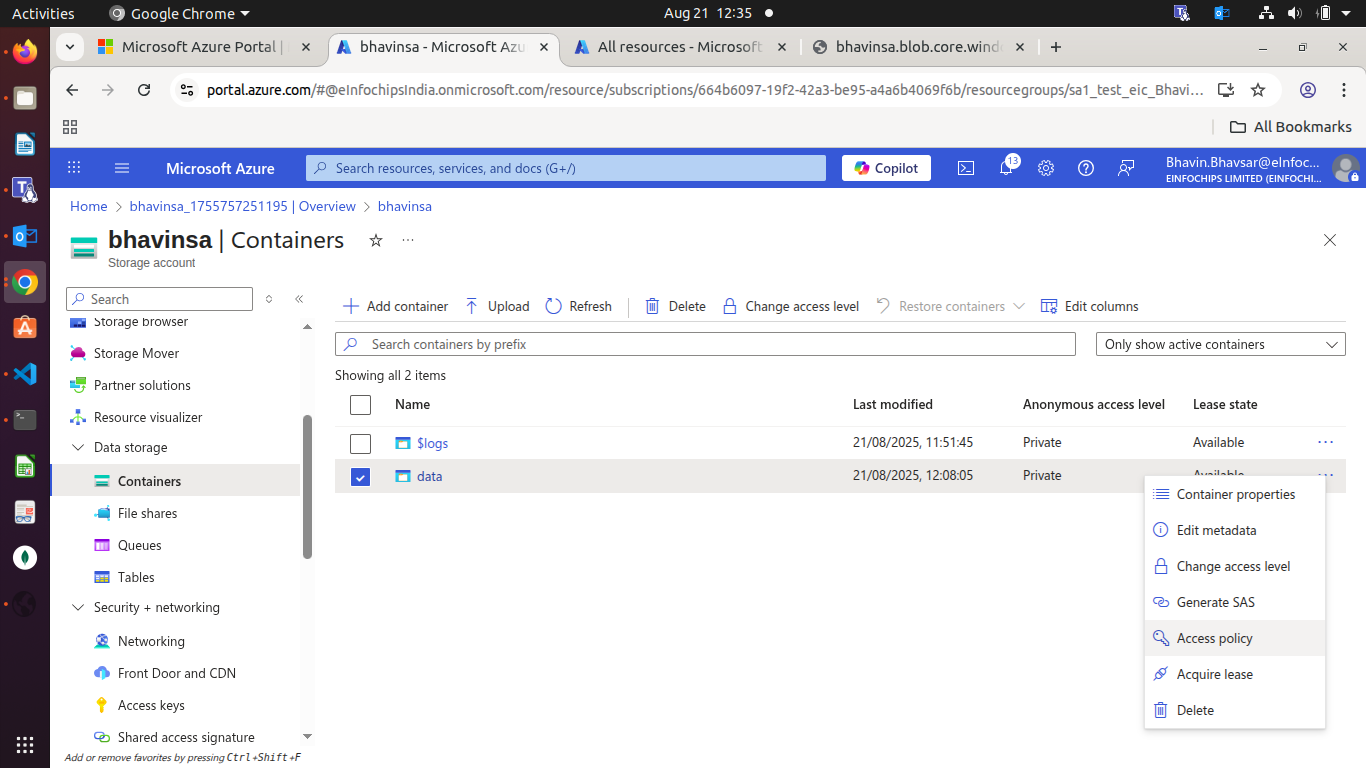 Activities
Google Chrome
Aug 21 12:35
Microsoft Azure Portal |
bhavinsa - Microsoft Azu
All resources - Microsoft
bhavinsa.blob.core.wind
portal.azure.com/#@eInfochipsIndia.onmicrosoft.com/resource/subscriptions/664b6097-19f2-42a3-be95-a4a6b4069f6b/resourcegroups/sa1_test_eic_Bhavi...
All Bookmarks
Microsoft Azure
Search resources, services, and docs (G+/)
Copilot
13
Bhavin.Bhavsar@eInfoc...
EINFOCHIPS LIMITED (EINFOCHI...
Home > bhavinsa_1755757251195 | Overview > bhavinsa
bhavinsa | Containers
Storage account
Search
Storage browser
Storage Mover
Partner solutions
Resource visualizer
Data storage
Containers
File shares
Queues
Tables
Security + networking
Networking
Front Door and CDN
Access keys
Shared access signature
Add or remove favorites by pressing Ctrl+Shift+F
Add container
Upload
Refresh
Delete
Change access level
Restore containers
Edit columns
Search containers by prefix
Only show active containers
Showing all 2 items
Name Last modified Anonymous access level Lease state
$logs 21/08/2025, 11:51:45 Private Available
data 21/08/2025, 12:08:05 Private Available
Container properties
Edit metadata
Change access level
Generate SAS
Access policy
Acquire lease
Delete